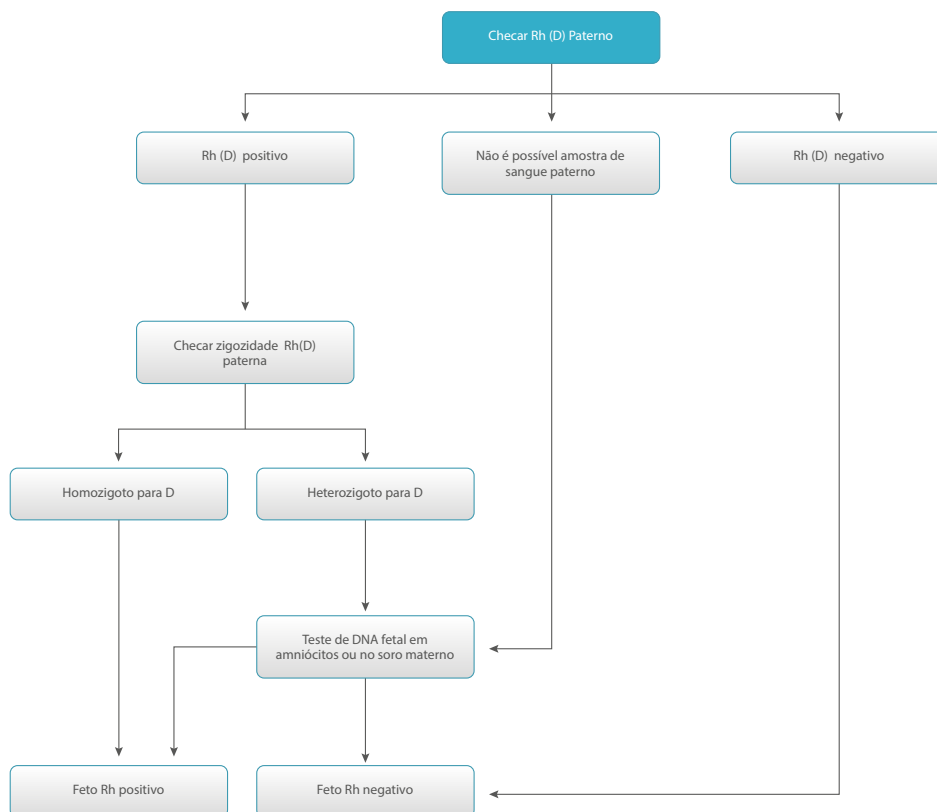 Checar Rh (D) Paterno
Rh (D) positivo
Não é possível amostra de
sangue paterno
Rh (D) negativo
Checar zigozidade Rh(D)
paterna
Homozigoto para D
Heterozigoto para D
Teste de DNA fetal em
amniócitos ou no soro materno
Feto Rh positivo
Feto Rh negativo